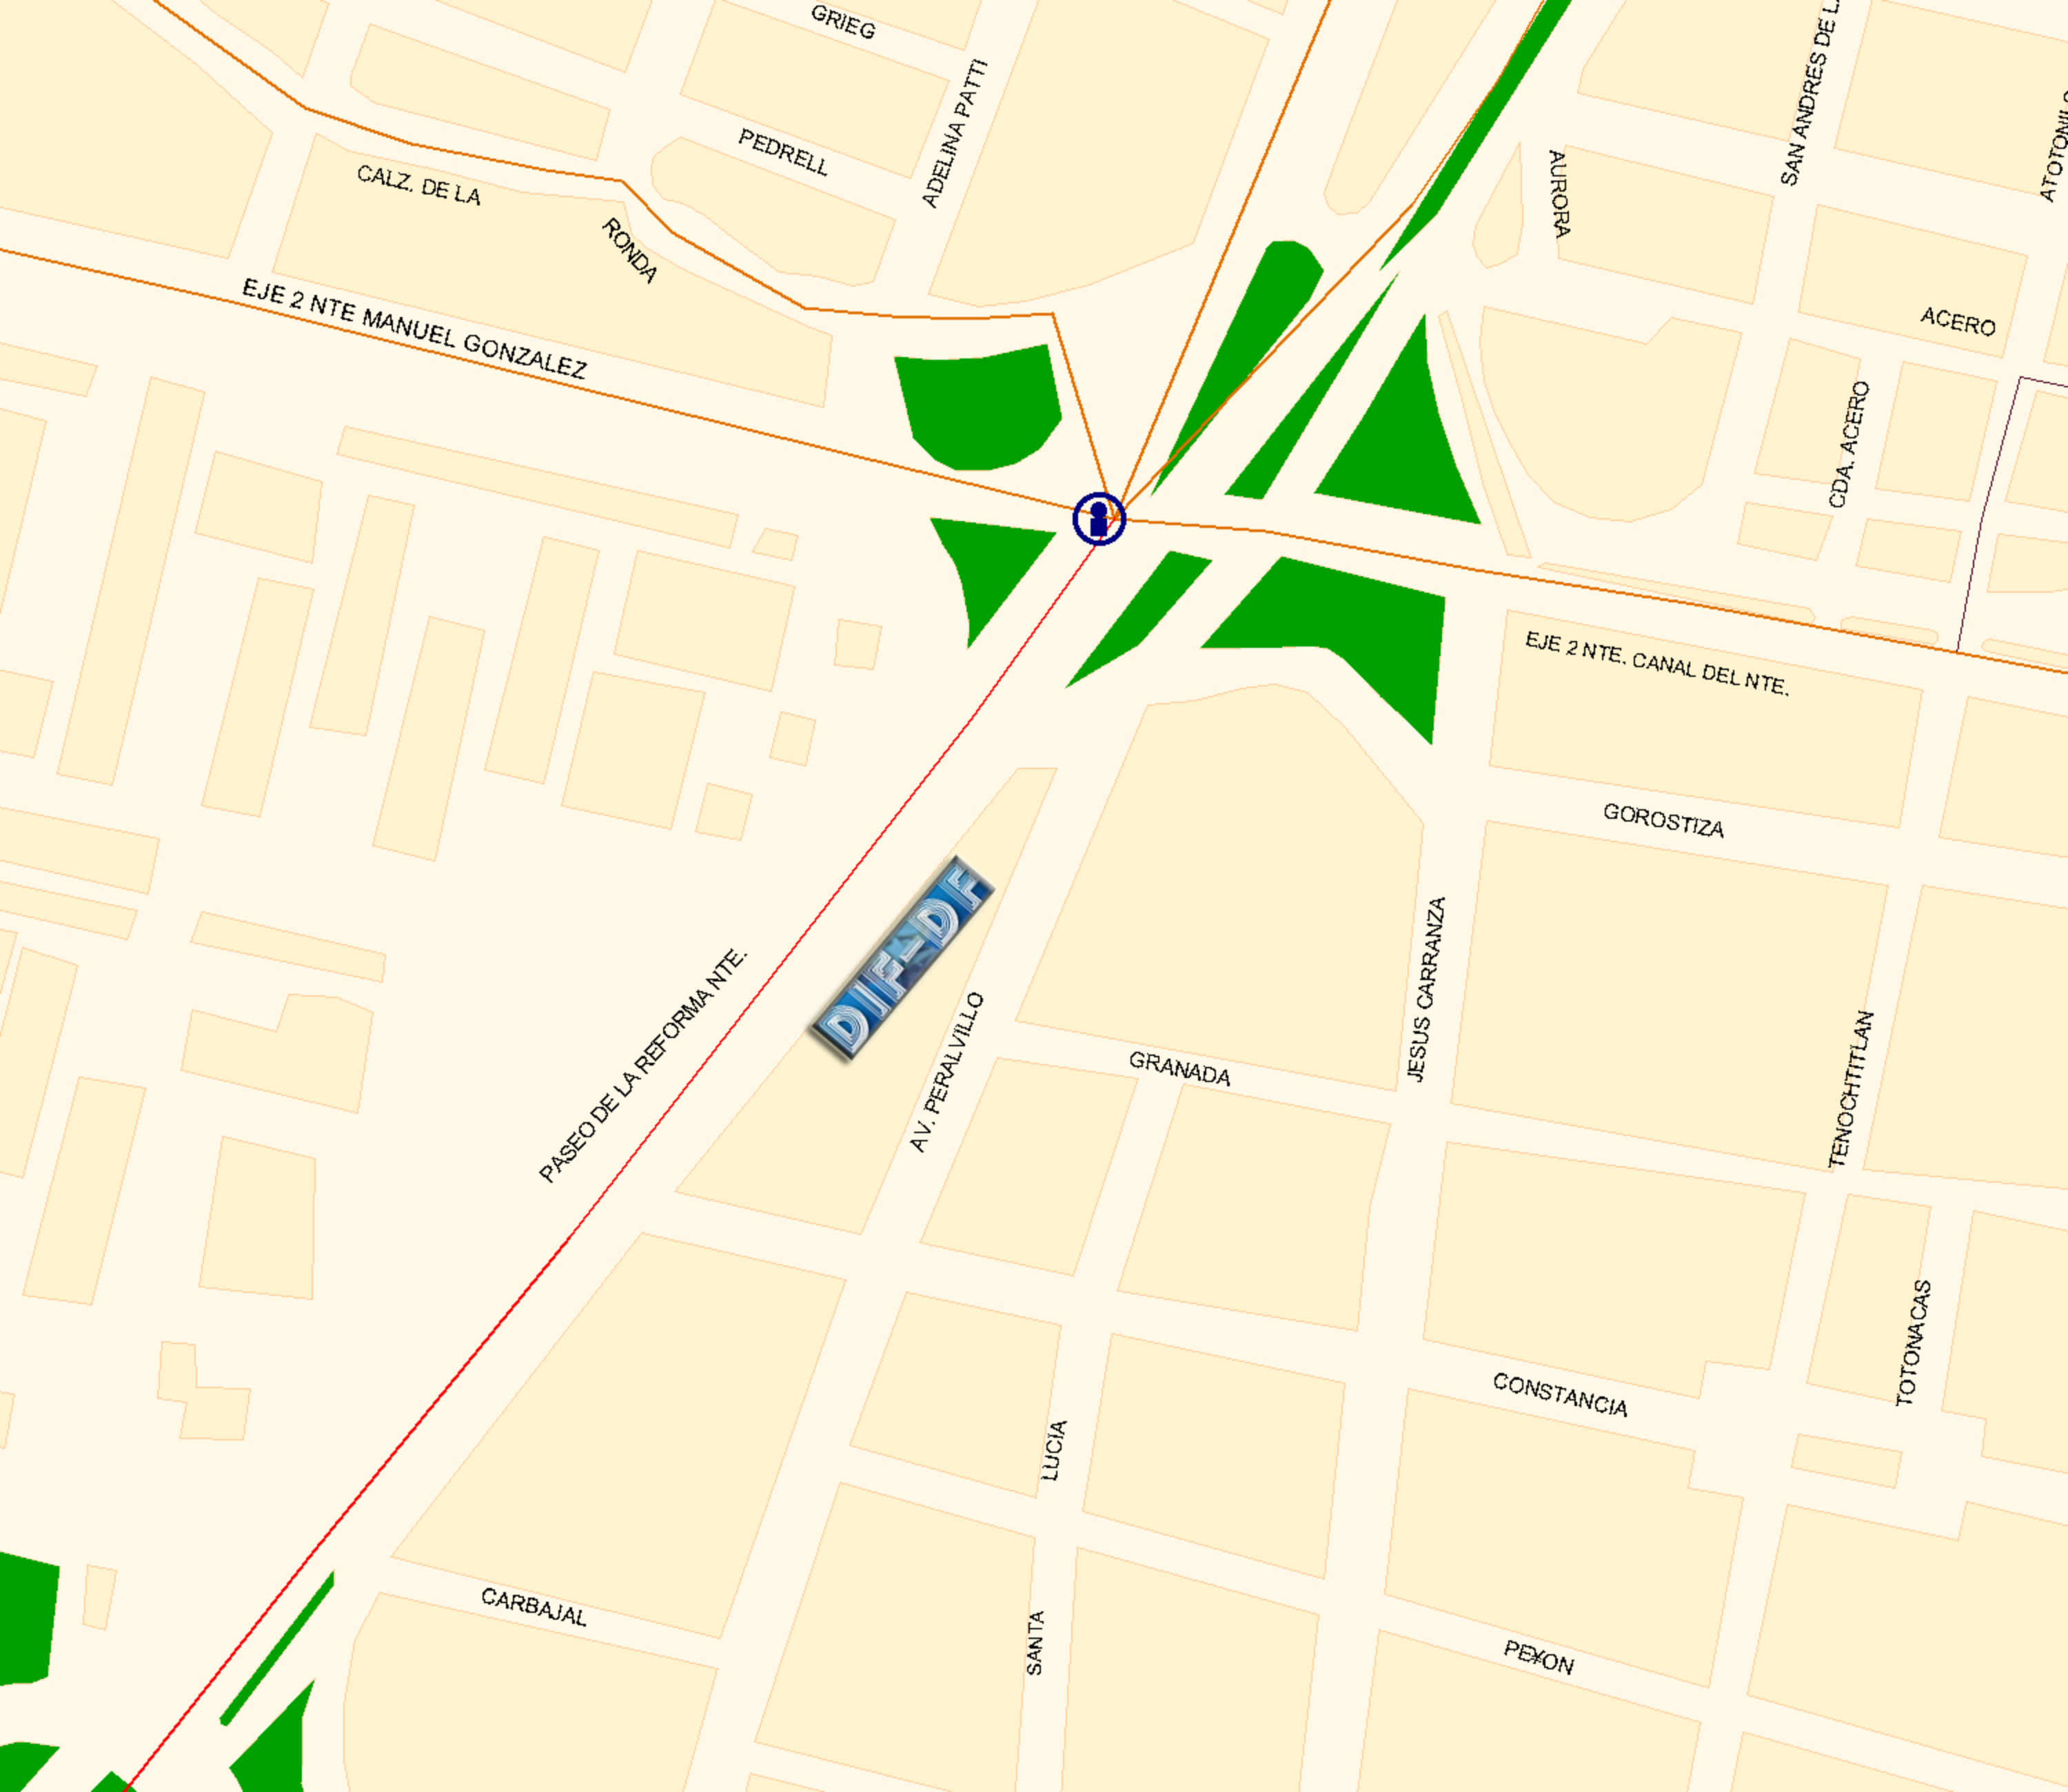 GRIEG
ADELINA PATTI
PEDRELL
CALZ. DE LA
RONDA
AURORA
SAN ANDRES DE LA
ACERO
EJE 2 NTE MANUEL GONZALEZ
CDA. ACERO
EJE 2 NTE. CANAL DEL NTE.
GOROSTIZA
DIF-DF
PASEO DE LA REFORMA NTE.
AV. PERALVILLO
JESUS CARRANZA
GRANADA
TENOCHTITLAN
TOTONACAS
CONSTANCIA
LUCIA
SANTA
CARBAJAL
PE¥ON